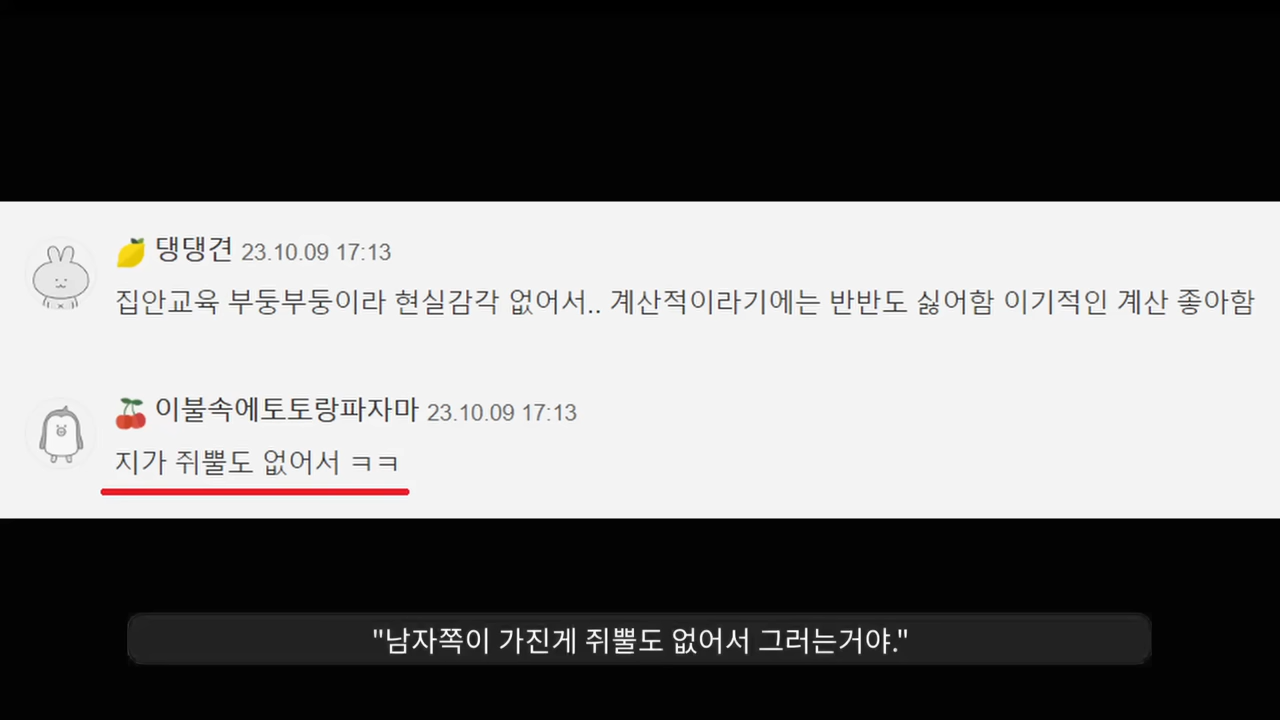 댕댕견 23.10.09 17:13
집안교육 부둥부둥이라 현실감각 없어서.. 계산적이라기에는 반반도 싫어함 이기적인 계산 좋아함
이불속에토토랑파자마 23.10.09 17:13
지가 쥐뿔도 없어서 ㅋㅋ
"남자쪽이 가진게 쥐뿔도 없어서 그러는거야."